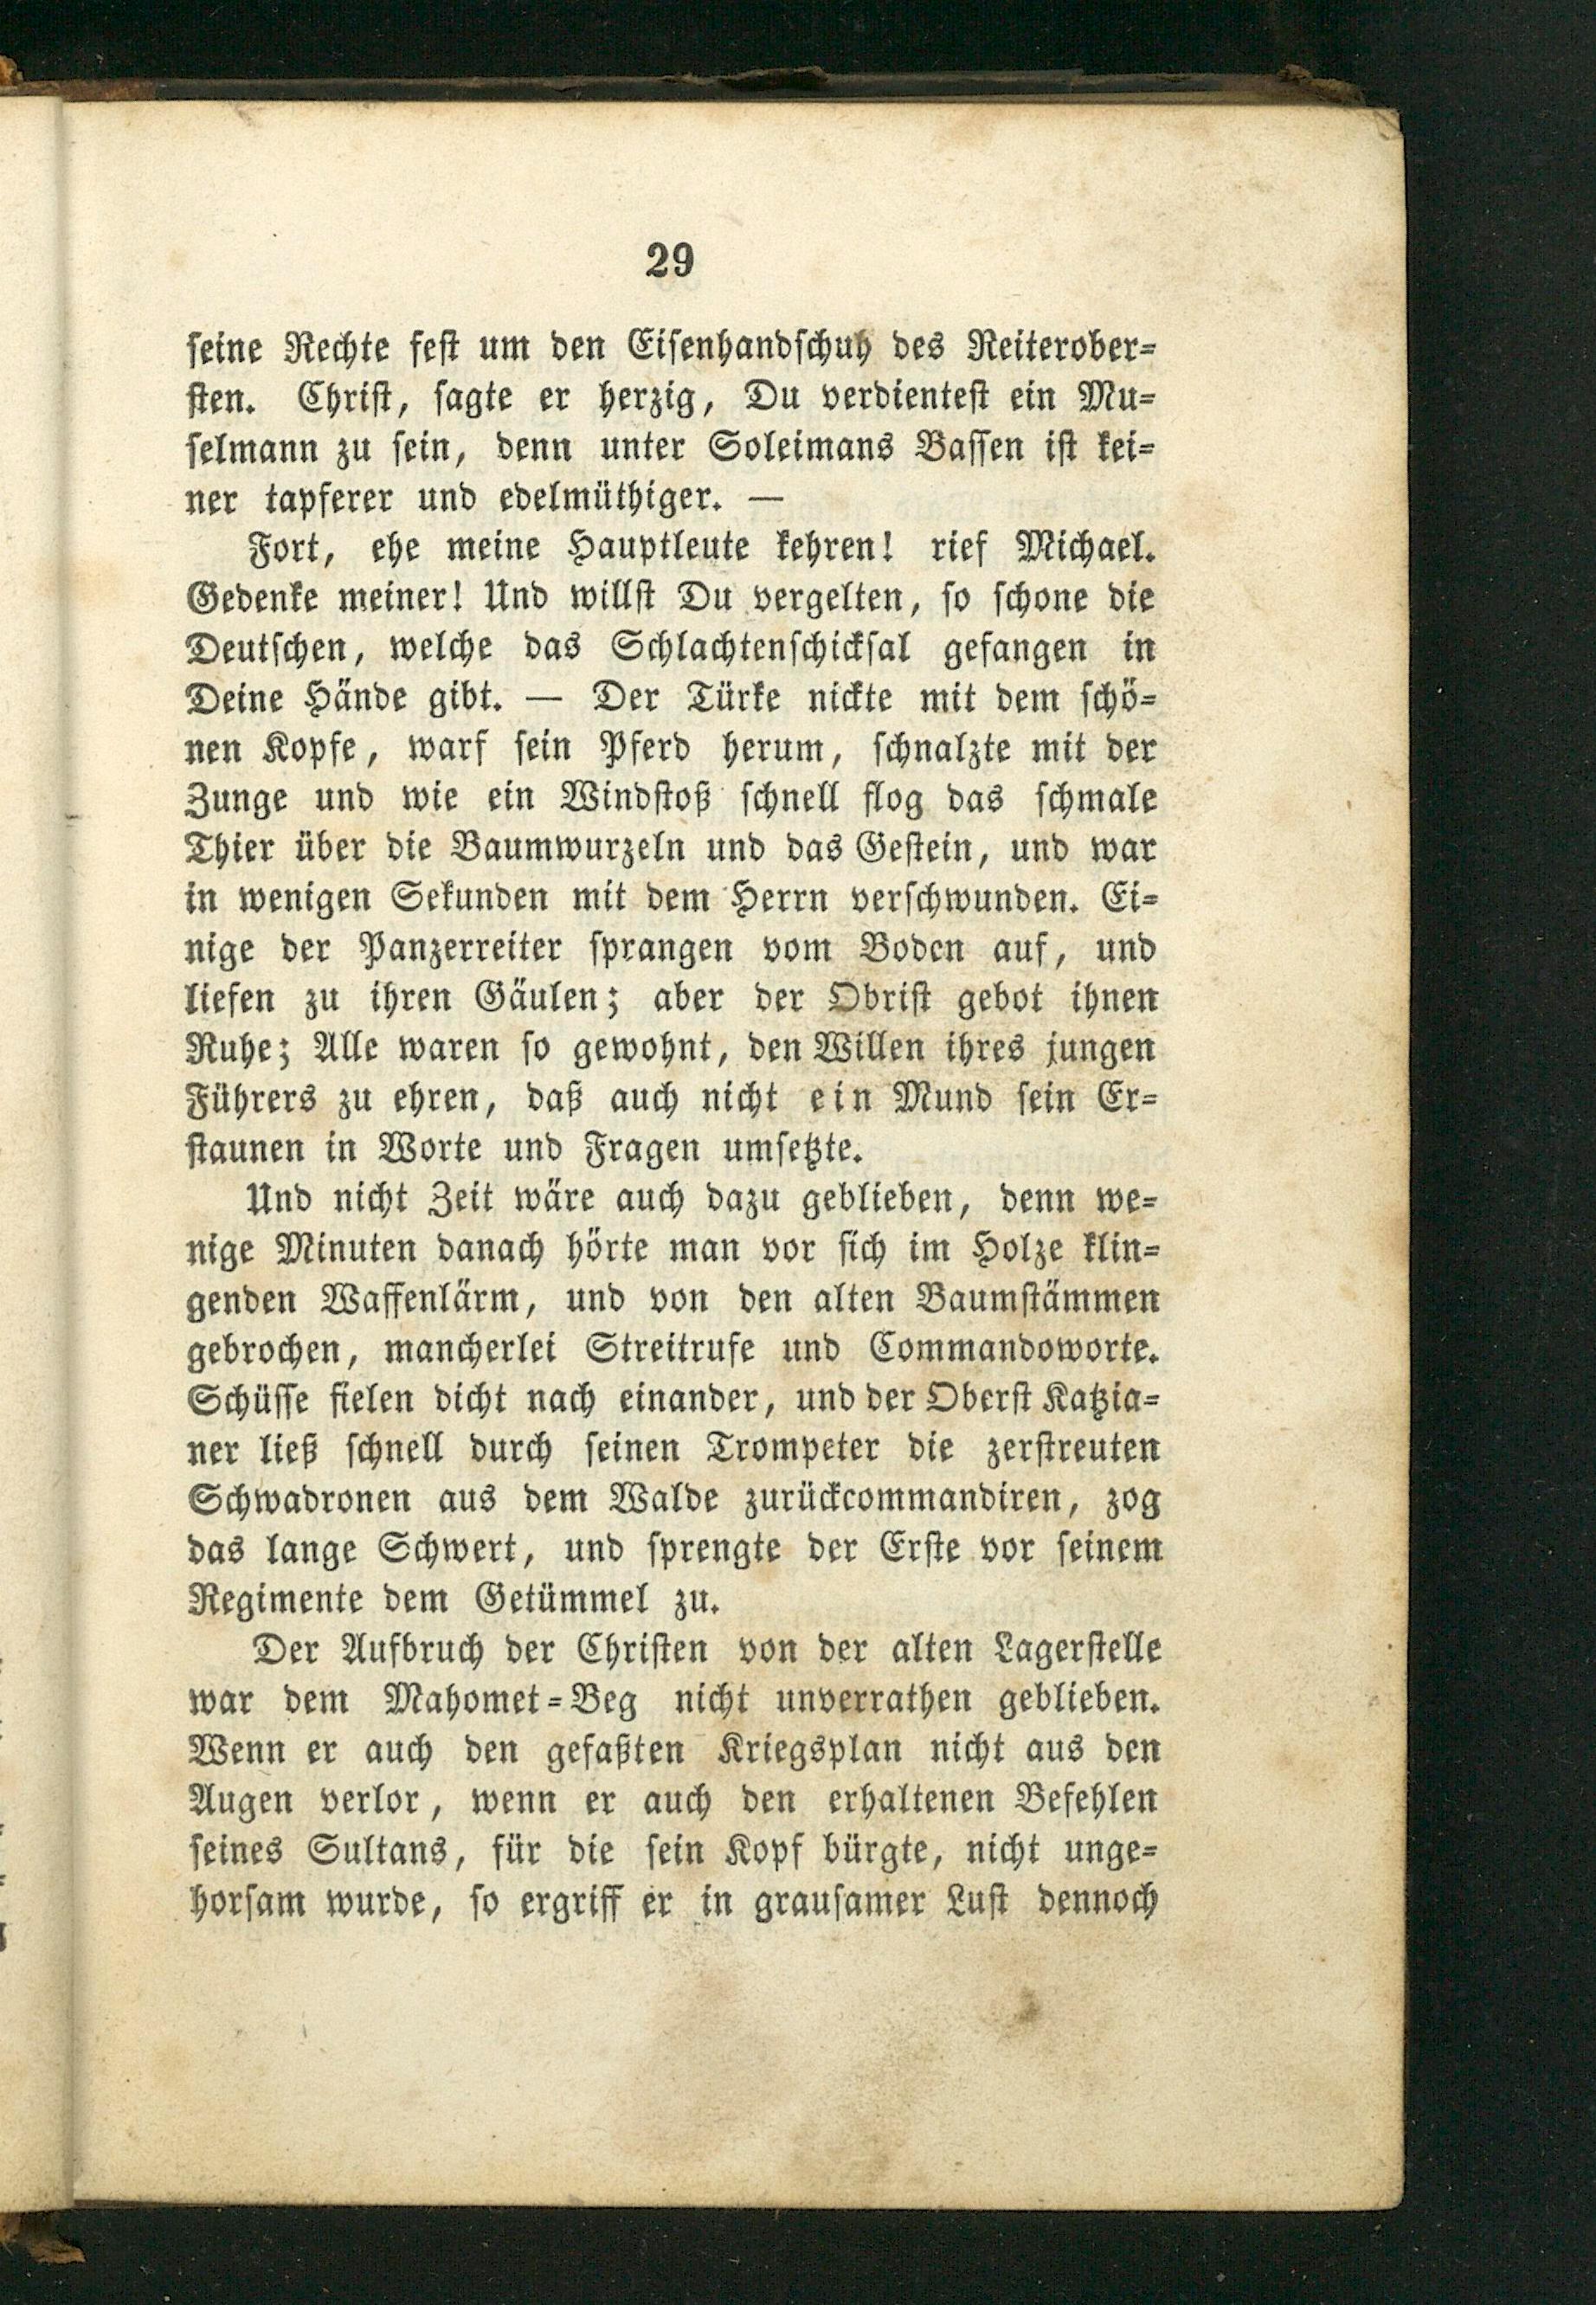 29
seine Rechte fest um den Eisenhandschuh des Reiterober=
sten. Christ, sagte er herzig, Du verdientest ein Mu=
selmann zu sein, denn unter Soleimans Bassen ist kei=
ner tapferer und edelmüthiger. —
Fort, ehe meine Hauptleute kehren! rief Michael.
Gedenke meiner! Und willst Du vergelten, so schone die
Deutschen, welche das Schlachtenschicksal gefangen in
Deine Hände gibt. — Der Türke nickte mit dem schö=
nen Kopfe, warf sein Pferd herum, schnalzte mit der
Zunge und wie ein Windstoß schnell flog das schmale
Thier über die Baumwurzeln und das Gestein, und war
in wenigen Sekunden mit dem Herrn verschwunden. Ei=
nige der Panzerreiter sprangen vom Boden auf, und
liefen zu ihren Gäulen; aber der Obrist gebot ihnen
Ruhe; Alle waren so gewohnt, den Willen ihres jungen
Führers zu ehren, daß auch nicht ein Mund sein Er=
staunen in Worte und Fragen umsetzte.
Und nicht Zeit wäre auch dazu geblieben, denn we=
nige Minuten danach hörte man vor sich im Holze klin=
genden Waffenlärm, und von den alten Baumstämmen
gebrochen, mancherlei Streitrufe und Commandoworte.
Schüsse fielen dicht nach einander, und der Oberst Katzia=
ner ließ schnell durch seinen Trompeter die zerstreuten
Schwadronen aus dem Walde zurückcommandiren, zog
das lange Schwert, und sprengte der Erste vor seinem
Regimente dem Getümmel zu.
Der Aufbruch der Christen von der alten Lagerstelle
war dem Mahomet=Beg nicht unverrathen geblieben.
Wenn er auch den gefaßten Kriegsplan nicht aus den
Augen verlor, wenn er auch den erhaltenen Befehlen
seines Sultans, für die sein Kopf bürgte, nicht unge=
horsam wurde, so ergriff er in grausamer Lust dennoch